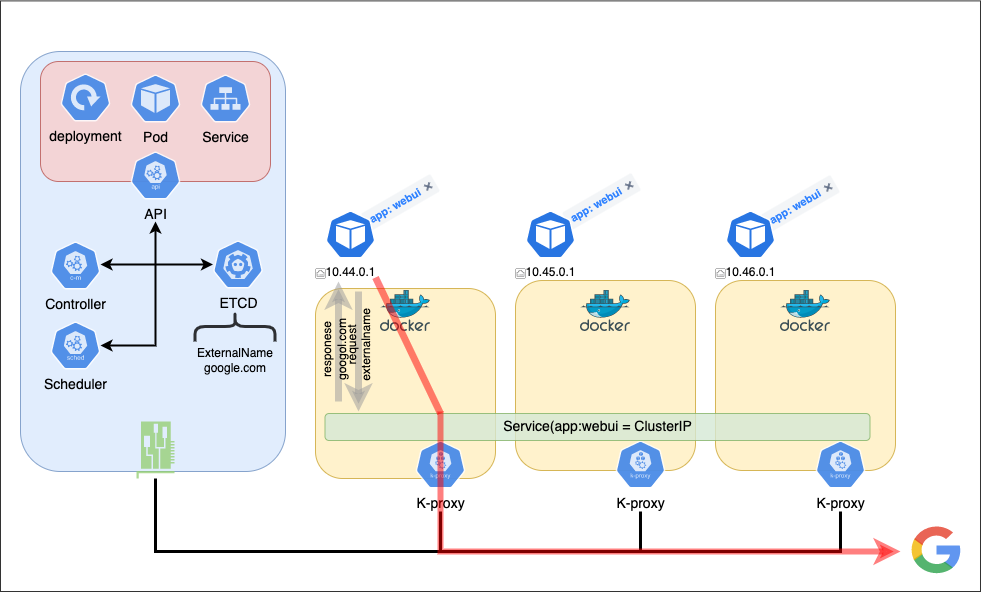 deployment
Pod
Service
api
API
c-m
Controller
ETCD
ExternalName
google.com
sched
Scheduler
app: webui
10.44.0.1
app: webui
10.45.0.1
app: webui
10.46.0.1
docker
docker
docker
responese
googol.com
request
externalname
Service(app:webui = ClusterIP
k-proxy
K-proxy
k-proxy
K-proxy
k-proxy
K-proxy